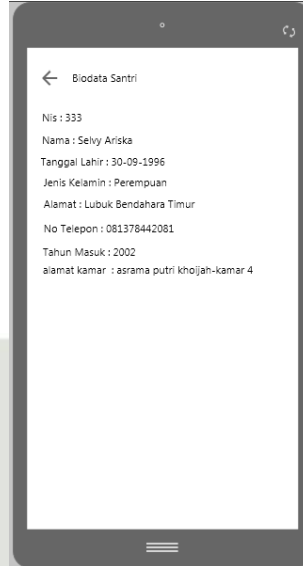 Biodata Santri
Nis : 333
Nama : Selvy Ariska
Tanggal Lahir : 30-09-1996
Jenis Kelamin : Perempuan
Alamat : Lubuk Bendahara Timur
No Telepon : 081378442081
Tahun Masuk : 2002
alamat kamar : asrama putri khoijah-kamar 4